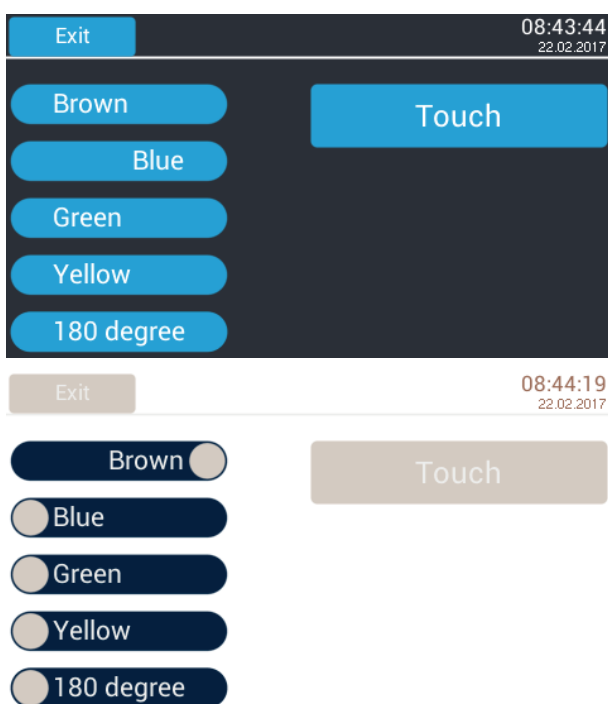 Exit
08:43:44
22.02.2017
Brown
Touch
Blue
Green
Yellow
180 degree
Exit
08:44:19
22.02.2017
Brown
Touch
Blue
Green
Yellow
180 degree